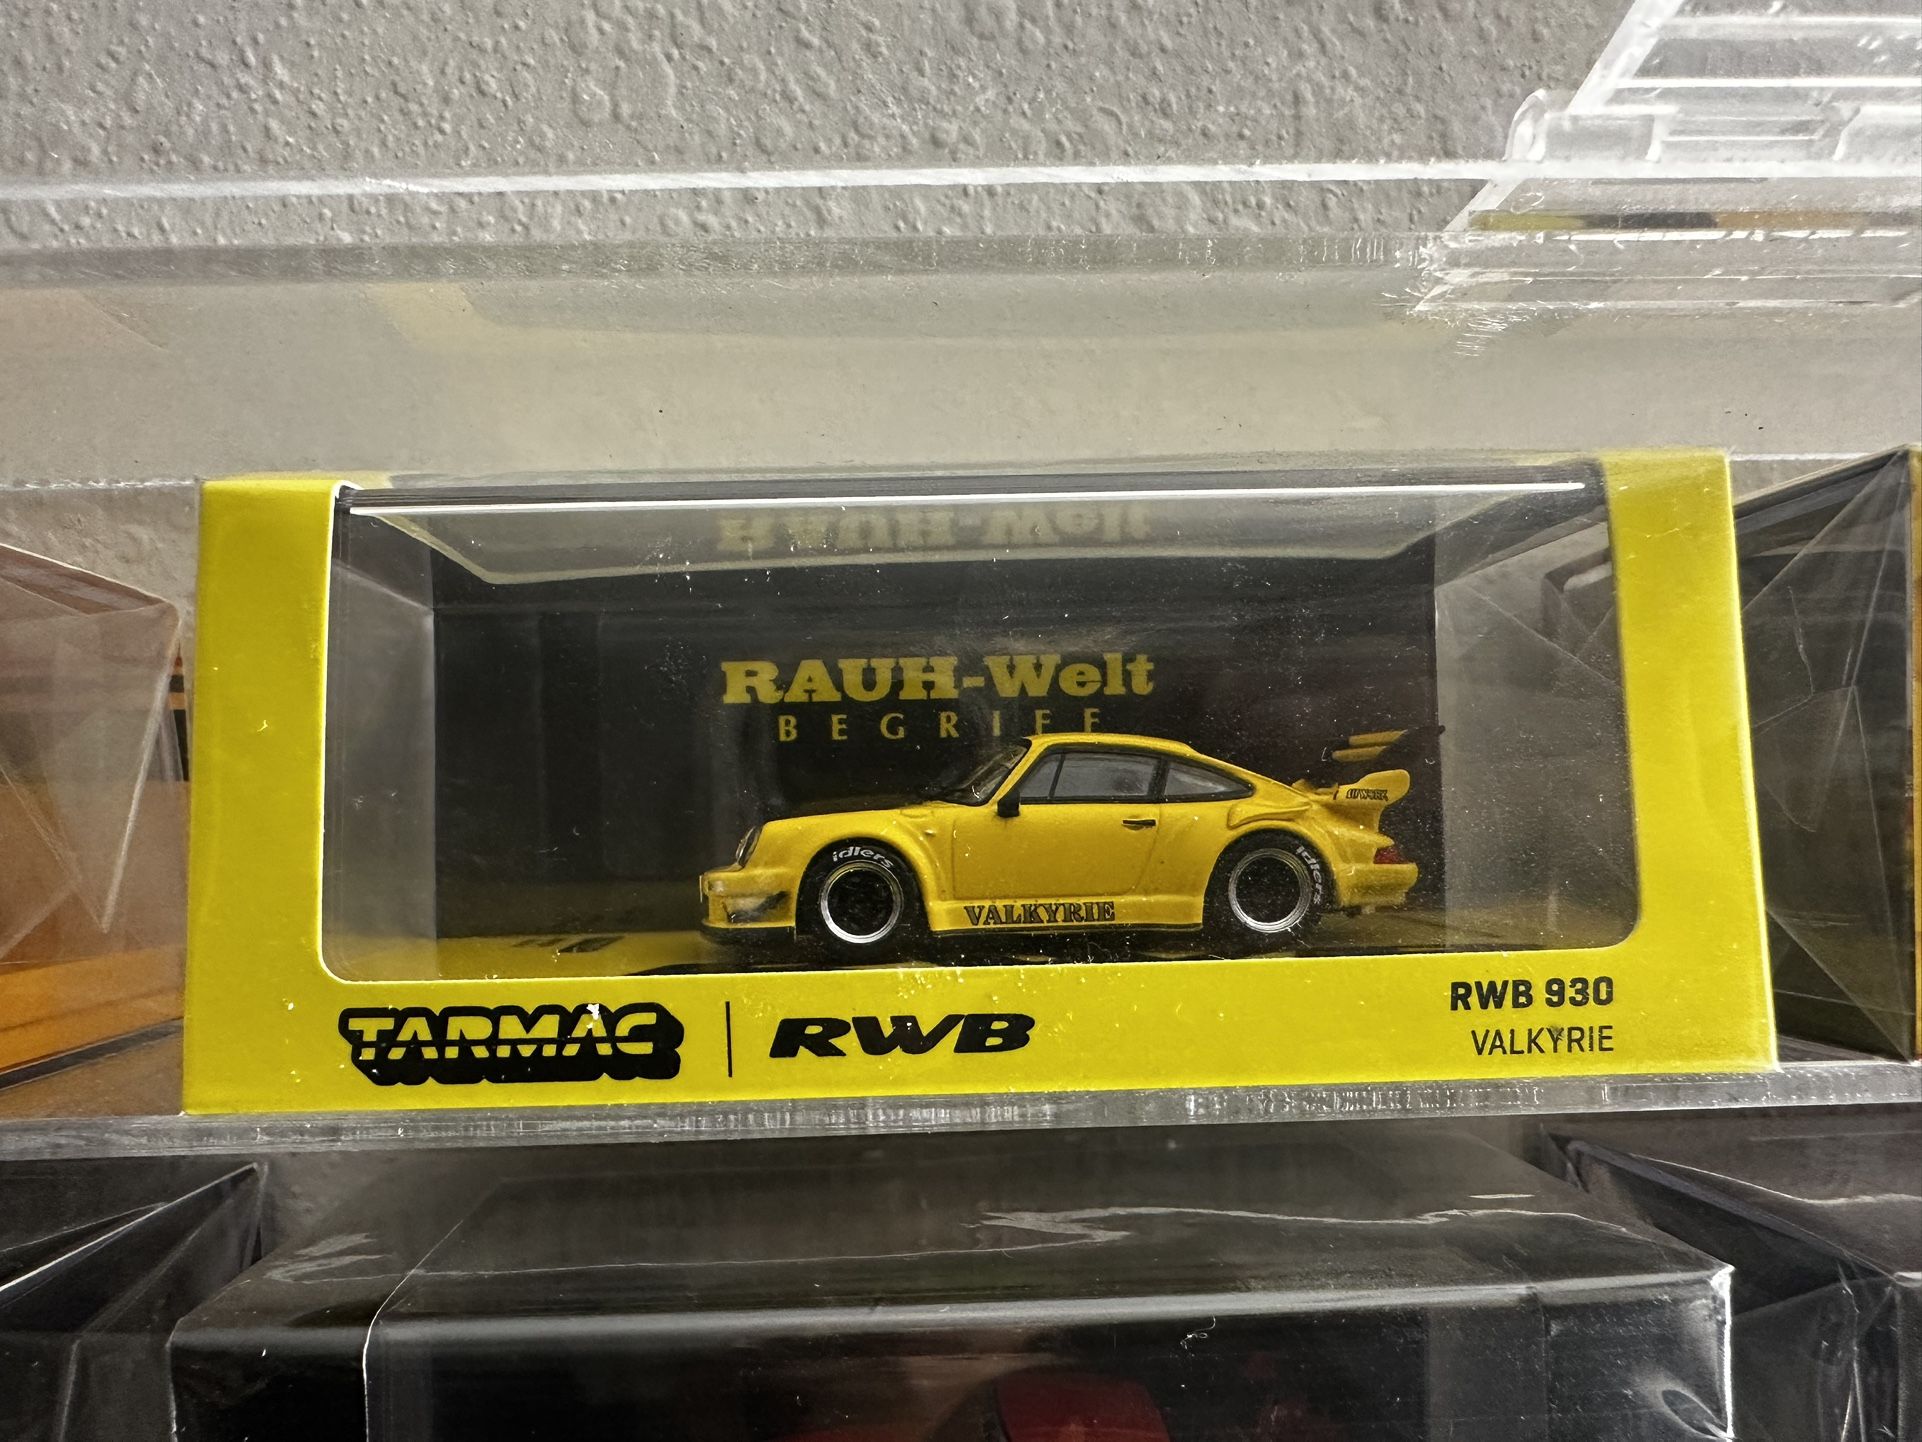 RAUH-Welt
BEGRIFF
idlers
idlers
VALKYRIE
TARMAC
RWB
RWB 930
VALKYRIE